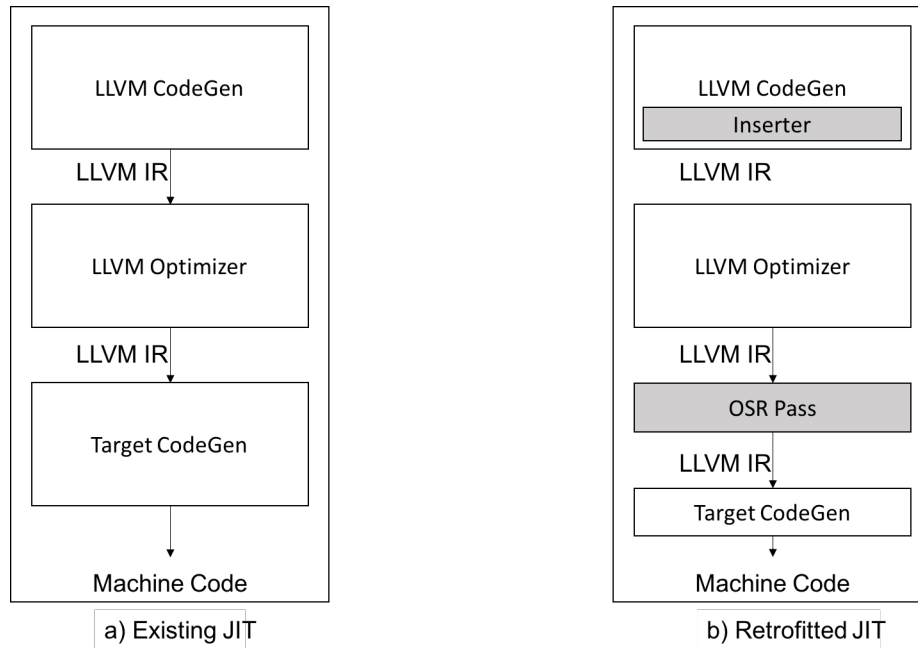 LLVM CodeGen
LLVM IR
LLVM Optimizer
LLVM IR
Target CodeGen
Machine Code
a) Existing JIT
LLVM CodeGen
Inserter
LLVM IR
LLVM Optimizer
LLVM IR
OSR Pass
LLVM IR
Target CodeGen
Machine Code
b) Retrofitted JIT